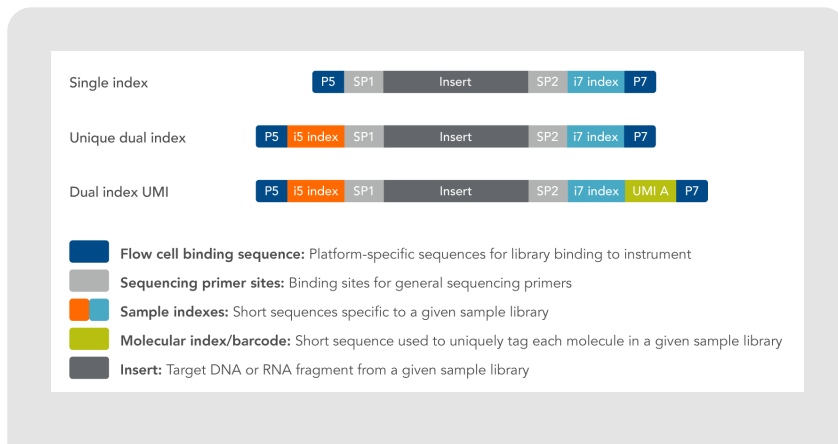 Single index
P5 SP1 Insert SP2 i7 index P7
Unique dual index
P5 i5 index SP1 Insert SP2 i7 index P7
Dual index UMI
P5 i5 index SP1 Insert SP2 i7 index UMI A P7
Flow cell binding sequence: Platform-specific sequences for library binding to instrument
Sequencing primer sites: Binding sites for general sequencing primers
Sample indexes: Short sequences specific to a given sample library
Molecular index/barcode: Short sequence used to uniquely tag each molecule in a given sample library
Insert: Target DNA or RNA fragment from a given sample library